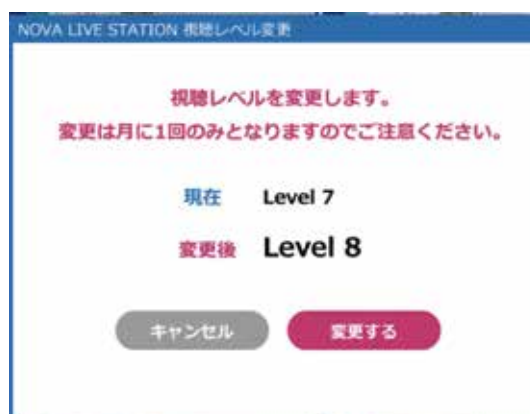 NOVA LIVE STATION 視聴レベル変更
視聴レベルを変更します。
変更は月に1回のみとなりますのでご注意ください。
現在 Level 7
変更後 Level 8
キャンセル 変更する